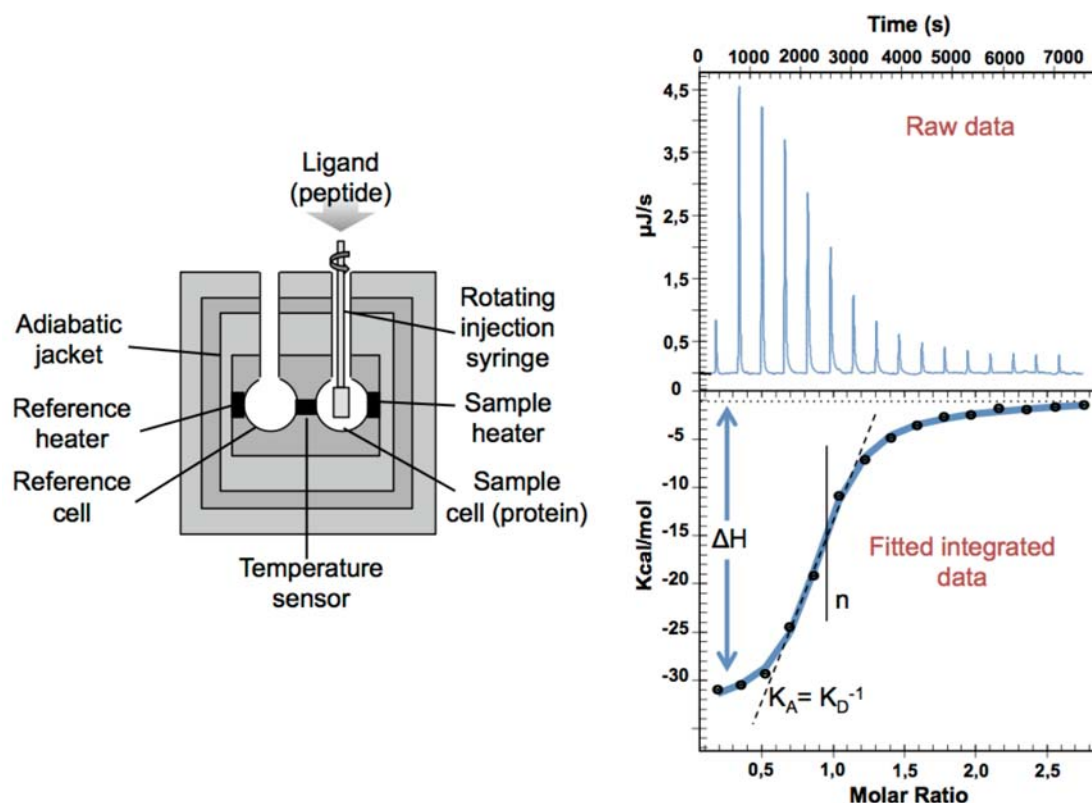 Ligand
(peptide)
Adiabatic
jacket
Reference
heater
Reference
cell
Rotating
injection
syringe
Sample
heater
Sample
cell (protein)
Temperature
sensor
Time (s)
0 1000 2000 3000 4000 5000 6000 7000
Raw data
µJ/s
4,5
3,5
2,5
1,5
0,5
0
Kcal/mol
-5
-10
-15
-20
-25
-30
ΔH
Fitted integrated
data
n
K_A= K_D⁻¹
0,5 1,0 1,5 2,0 2,5
Molar Ratio